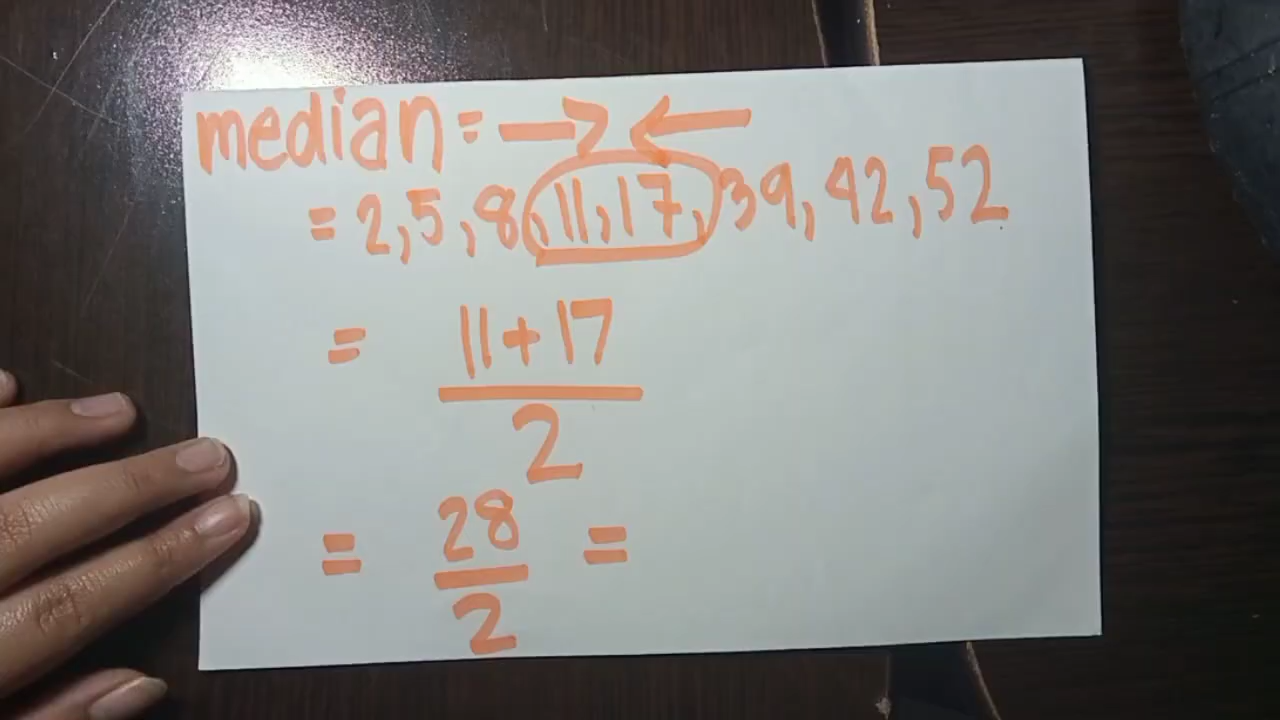 median = → ←
= 2, 5, 8, 11, 17, 39, 42, 52
= 11 + 17
2
= 28 =
2